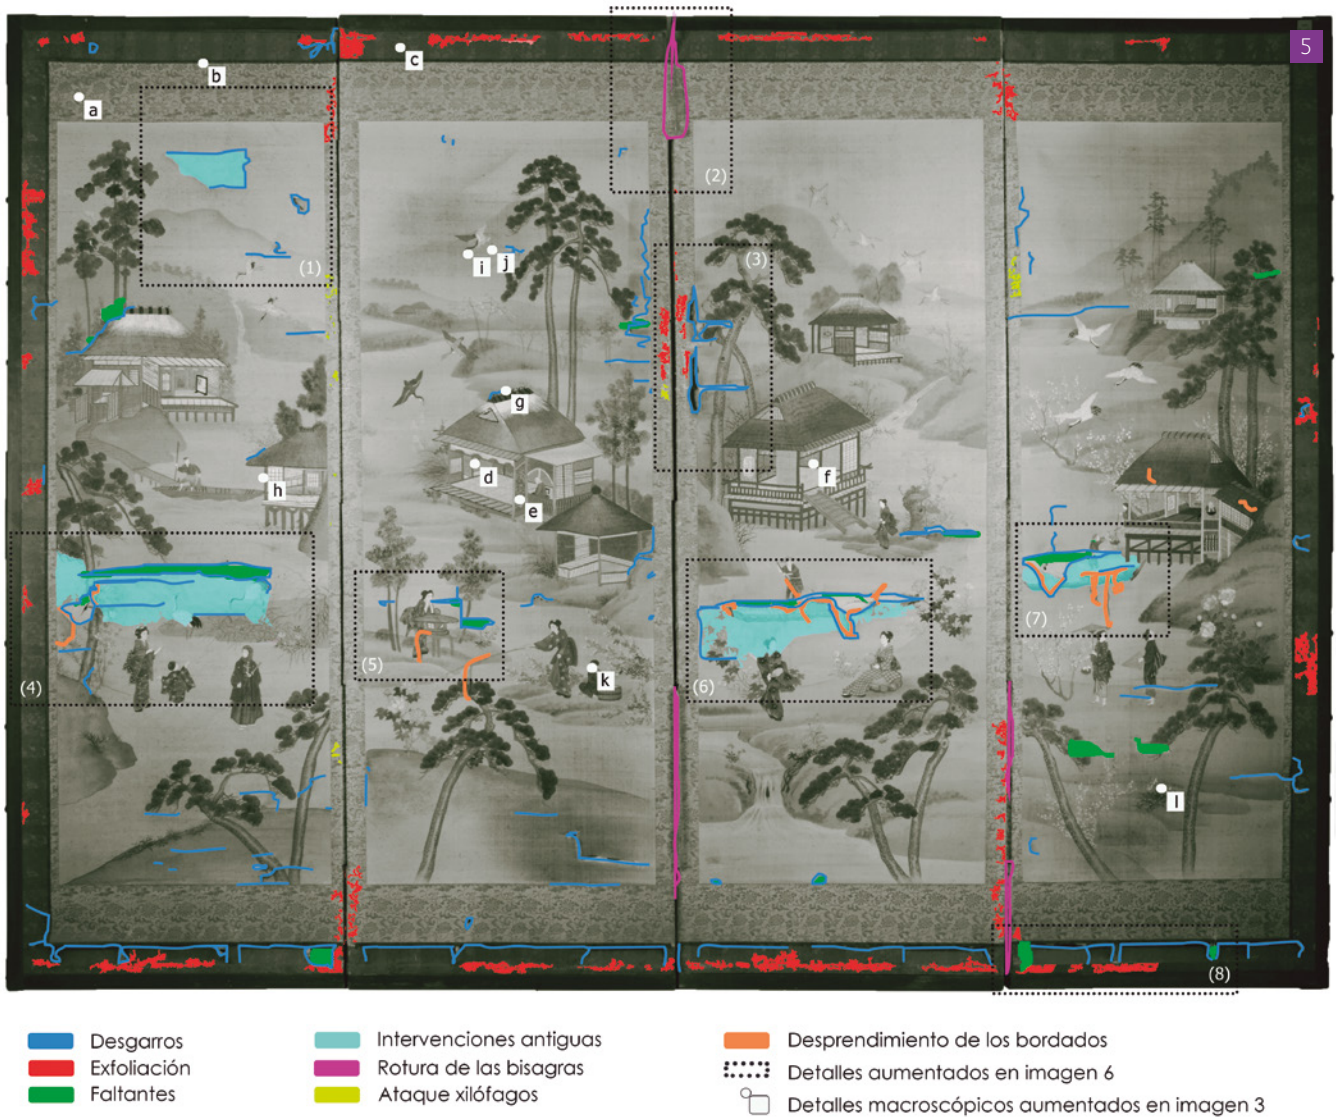 5
a
b
c
(1)
(2)
(3)
i
j
g
d
e
f
h
(4)
(5)
k
(6)
(7)
l
(8)
Desgarros
Exfoliación
Faltantes
Intervenciones antiguas
Rotura de las bisagras
Ataque xilófagos
Desprendimiento de los bordados
Detalles aumentados en imagen 6
Detalles macroscópicos aumentados en imagen 3